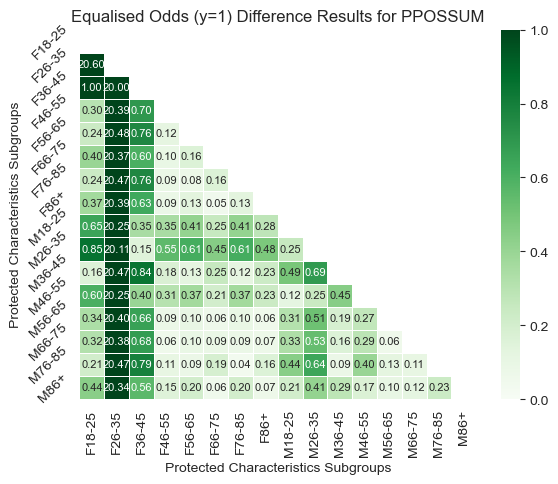 Equalised Odds (y=1) Difference Results for PPOSSUM
Protected Characteristics Subgroups
F18-25
F26-35 20.60
F36-45 1.00 20.00
F46-55 0.30 20.39 0.70
F56-65 0.24 20.48 0.76 0.12
F66-75 0.40 20.37 0.60 0.10 0.16
F76-85 0.24 20.47 0.76 0.09 0.08 0.16
F86+ 0.37 20.39 0.63 0.09 0.13 0.05 0.13
M18-25 0.65 20.25 0.35 0.35 0.41 0.25 0.41 0.28
M26-35 0.85 20.11 0.15 0.55 0.61 0.45 0.61 0.48 0.25
M36-45 0.16 20.47 0.84 0.18 0.13 0.25 0.12 0.23 0.49 0.69
M46-55 0.60 20.25 0.40 0.31 0.37 0.21 0.37 0.23 0.12 0.25 0.45
M56-65 0.34 20.40 0.66 0.09 0.10 0.06 0.10 0.06 0.31 0.51 0.19 0.27
M66-75 0.32 20.38 0.68 0.06 0.10 0.09 0.09 0.07 0.33 0.53 0.16 0.29 0.06
M76-85 0.21 20.47 0.79 0.11 0.09 0.19 0.04 0.16 0.44 0.64 0.09 0.40 0.13 0.11
M86+ 0.44 20.34 0.56 0.15 0.20 0.06 0.20 0.07 0.21 0.41 0.29 0.17 0.10 0.12 0.23
F18-25 F26-35 F36-45 F46-55 F56-65 F66-75 F76-85 F86+ M18-25 M26-35 M36-45 M46-55 M56-65 M66-75 M76-85 M86+
Protected Characteristics Subgroups
1.0
0.8
0.6
0.4
0.2
0.0